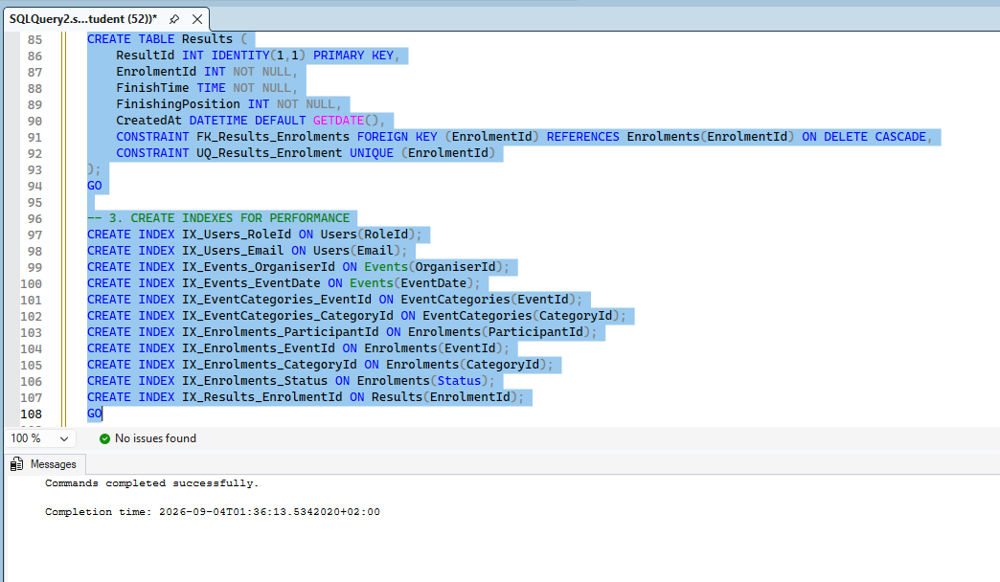 SQLQuery2.s...tudent (52))*
85 CREATE TABLE Results (
86 ResultId INT IDENTITY(1,1) PRIMARY KEY,
87 EnrolmentId INT NOT NULL,
88 FinishTime TIME NOT NULL,
89 FinishingPosition INT NOT NULL,
90 CreatedAt DATETIME DEFAULT GETDATE(),
91 CONSTRAINT FK_Results_Enrolments FOREIGN KEY (EnrolmentId) REFERENCES Enrolments(EnrolmentId) ON DELETE CASCADE,
92 CONSTRAINT UQ_Results_Enrolment UNIQUE (EnrolmentId)
93 );
94 GO
95
96 -- 3. CREATE INDEXES FOR PERFORMANCE
97 CREATE INDEX IX_Users_RoleId ON Users(RoleId);
98 CREATE INDEX IX_Users_Email ON Users(Email);
99 CREATE INDEX IX_Events_OrganiserId ON Events(OrganiserId);
100 CREATE INDEX IX_Events_EventDate ON Events(EventDate);
101 CREATE INDEX IX_EventCategories_EventId ON EventCategories(EventId);
102 CREATE INDEX IX_EventCategories_CategoryId ON EventCategories(CategoryId);
103 CREATE INDEX IX_Enrolments_ParticipantId ON Enrolments(ParticipantId);
104 CREATE INDEX IX_Enrolments_EventId ON Enrolments(EventId);
105 CREATE INDEX IX_Enrolments_CategoryId ON Enrolments(CategoryId);
106 CREATE INDEX IX_Enrolments_Status ON Enrolments(Status);
107 CREATE INDEX IX_Results_EnrolmentId ON Results(EnrolmentId);
108 GO
100 % No issues found
Messages
Commands completed successfully.
Completion time: 2026-09-04T01:36:13.5342020+02:00